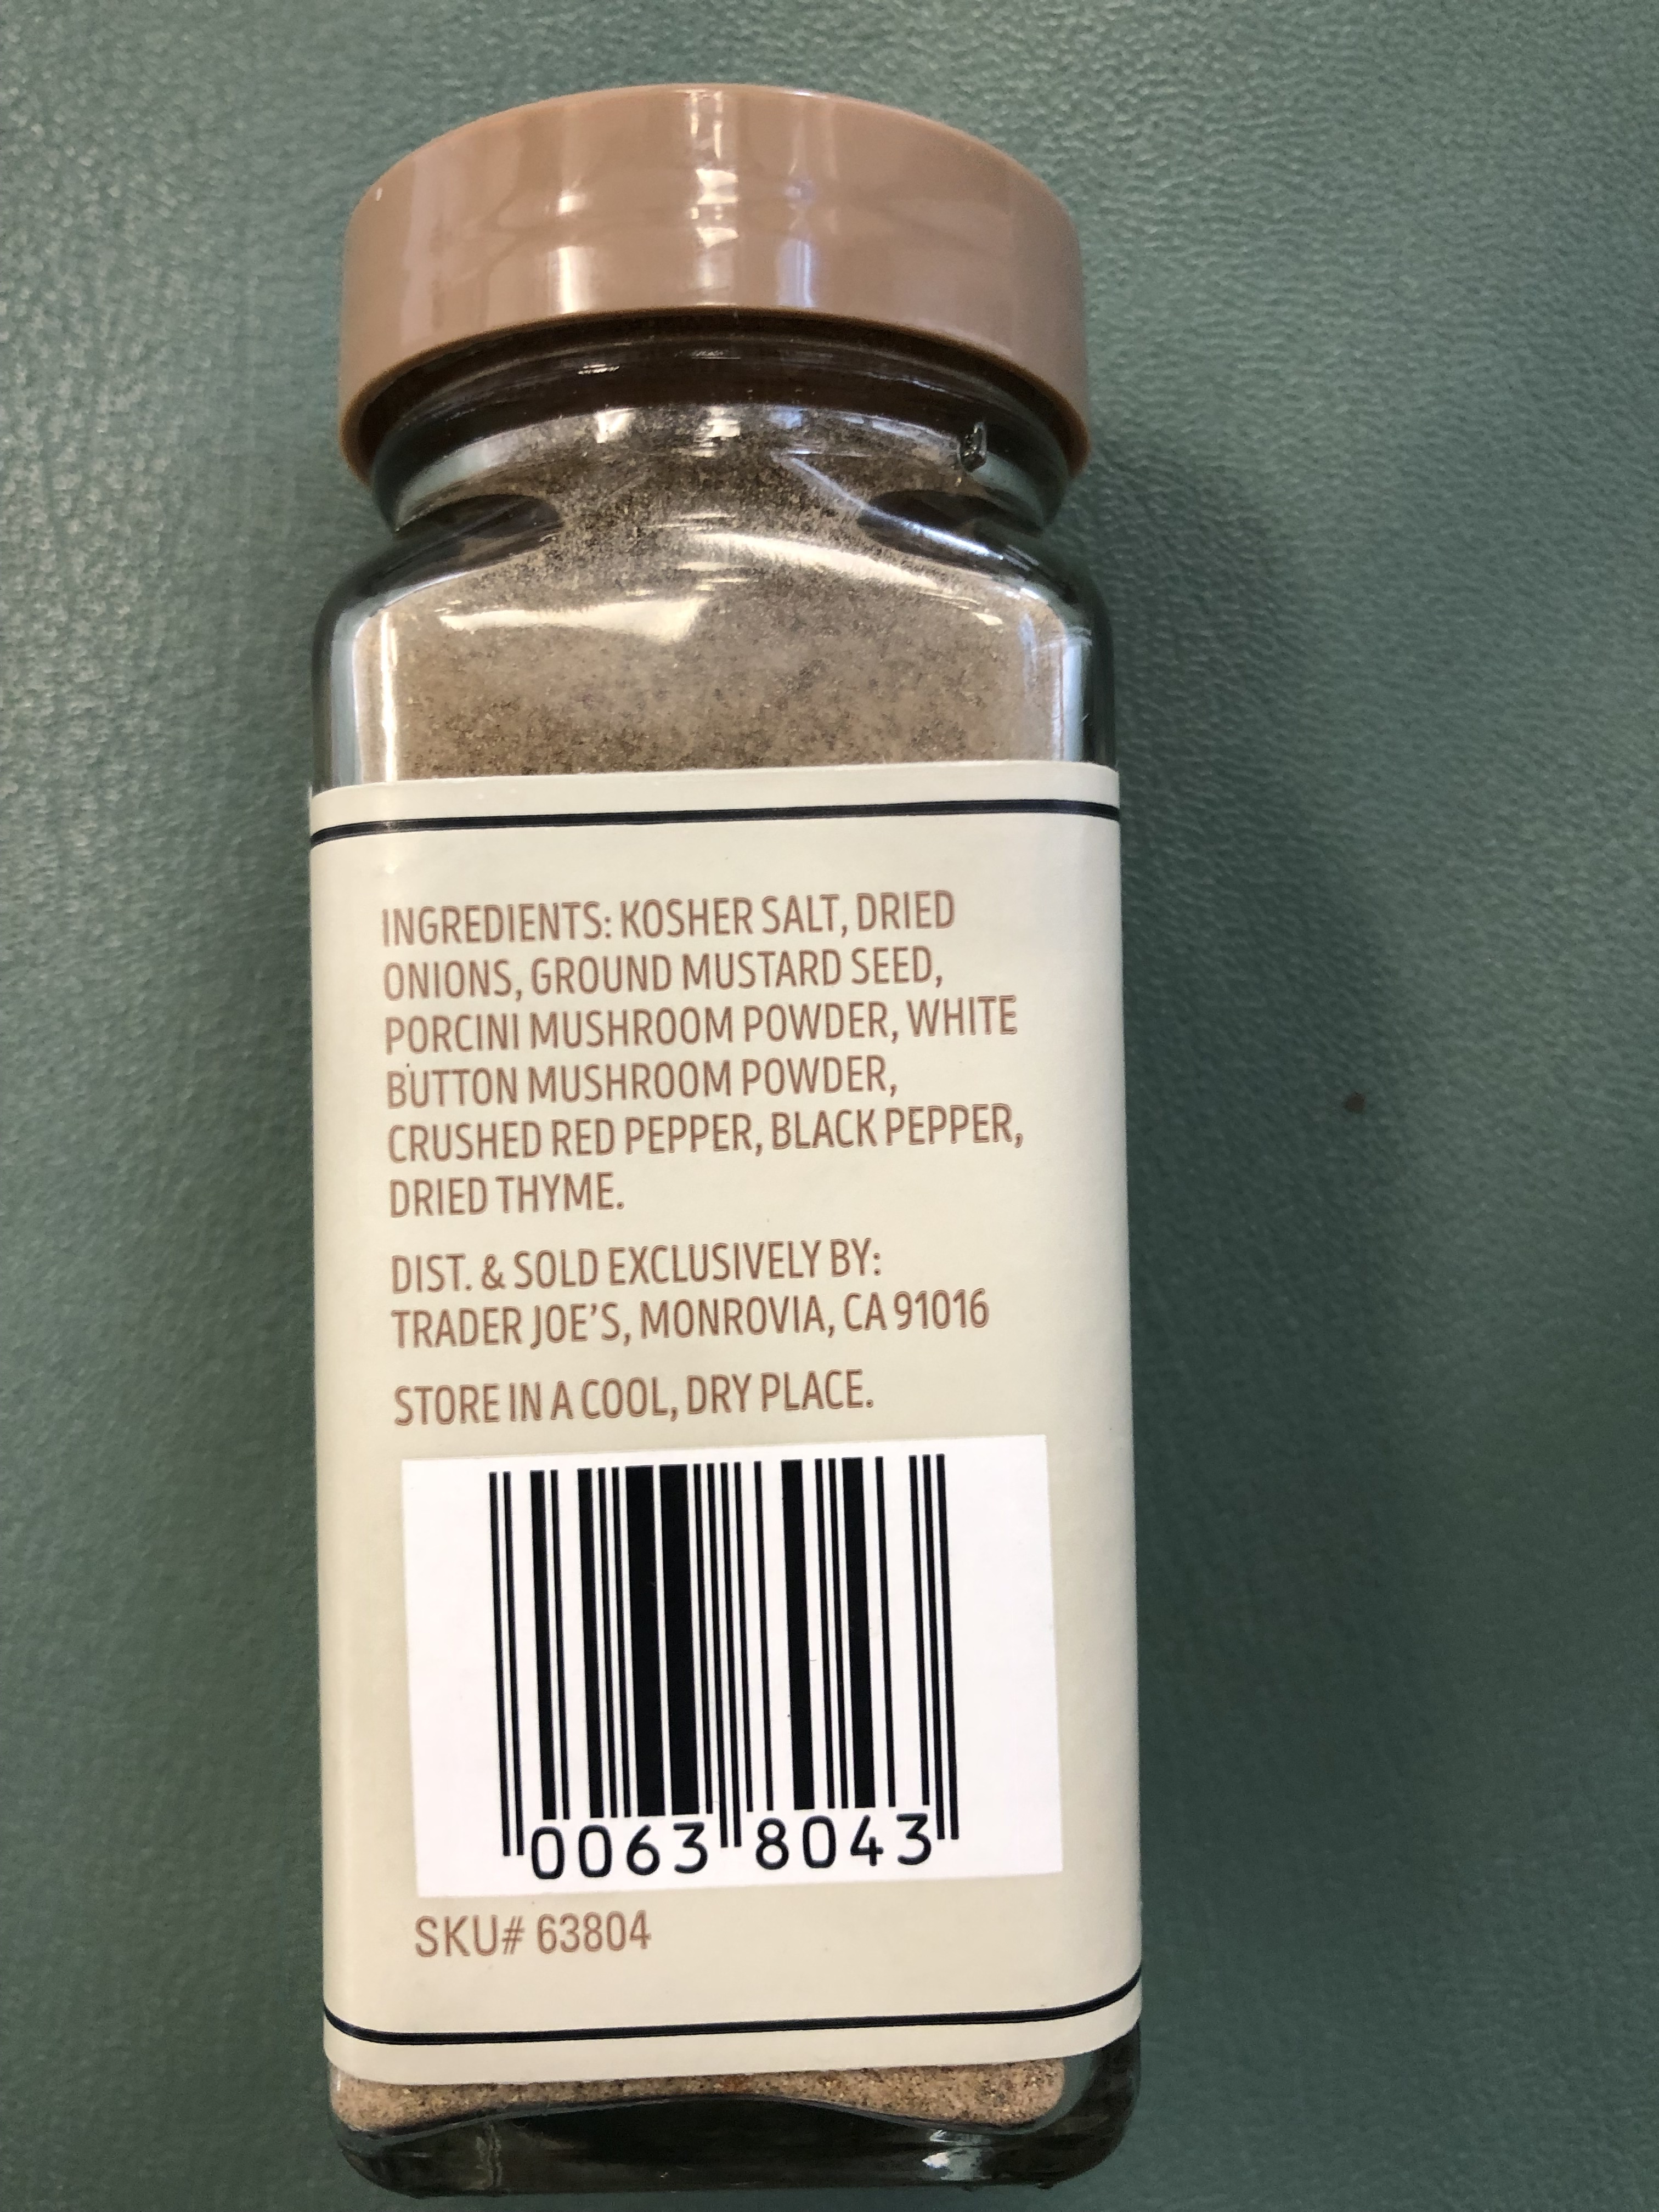 INGREDIENTS: KOSHER SALT, DRIED
ONIONS, GROUND MUSTARD SEED,
PORCINI MUSHROOM POWDER, WHITE
BUTTON MUSHROOM POWDER,
CRUSHED RED PEPPER, BLACK PEPPER,
DRIED THYME.
DIST. & SOLD EXCLUSIVELY BY:
TRADER JOE'S, MONROVIA, CA 91016
STORE IN A COOL, DRY PLACE.
0063 8043
SKU# 63804